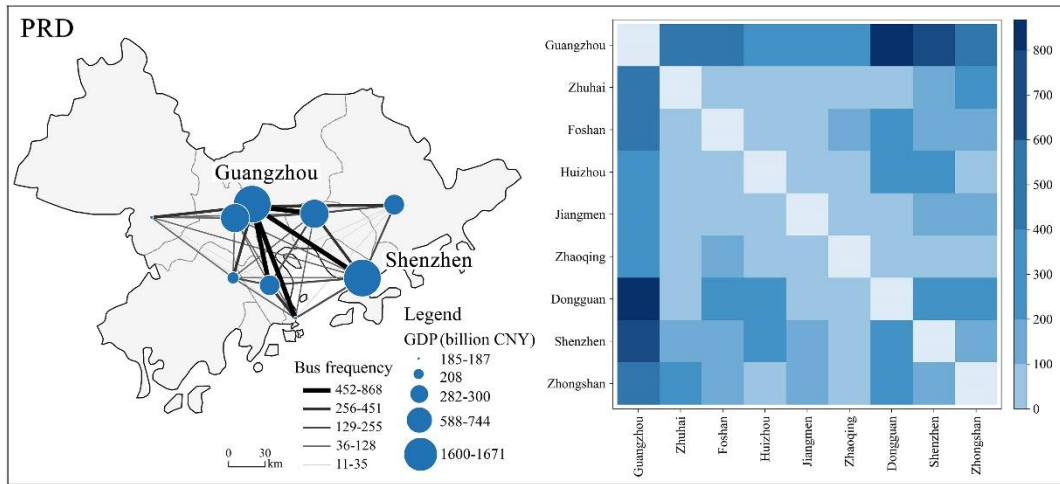 PRD
Guangzhou
Shenzhen
Legend
GDP (billion CNY)
185-187
208
282-300
588-744
1600-1671
Bus frequency
452-868
256-451
129-255
36-128
11-35
0 30
km
Guangzhou
Zhuhai
Foshan
Huizhou
Jiangmen
Zhaoqing
Dongguan
Shenzhen
Zhongshan
Guangzhou
Zhuhai
Foshan
Huizhou
Jiangmen
Zhaoqing
Dongguan
Shenzhen
Zhongshan
800
700
600
500
400
300
200
100
0